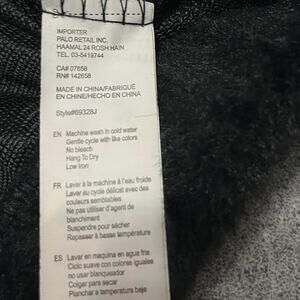 IMPORTER
PALO RETAIL INC.
HAAMAL 24 ROSH HAIN
TEL. 03-5419744
CA# 07658
RN# 142658
MADE IN CHINA/FABRIQUÉ
EN CHINE/HECHO EN CHINA
Style#69328J
EN Machine wash in cold water
Gentle cycle with like colors
No bleach
Hang To Dry
Low Iron
FR Laver à la machine à l'eau froide
Laver au cycle délicat avec des
couleurs semblables
Ne pas utiliser d'agent de
blanchiment
Suspendre pour sécher
Repasser à basse température
ES Lavar en maquina en agua fria
Ciclo suave con colores iguales
no usar blanqueador
Colgar para secar
Planchar a temperatura baja